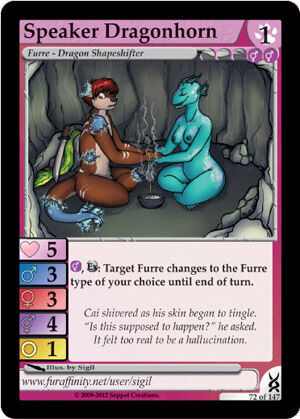 Speaker Dragonhorn
1
Furre - Dragon Shapeshifter
5
3
3
4
1
, : Target Furre changes to the Furre
type of your choice until end of turn.
Cai shivered as his skin began to tingle.
“Is this supposed to happen?” he asked.
It felt too real to be a hallucination.
Illus. by Sigil
www.furaffinity.net/user/sigil
© 2009-2012 Seppel Creations.
72 of 147